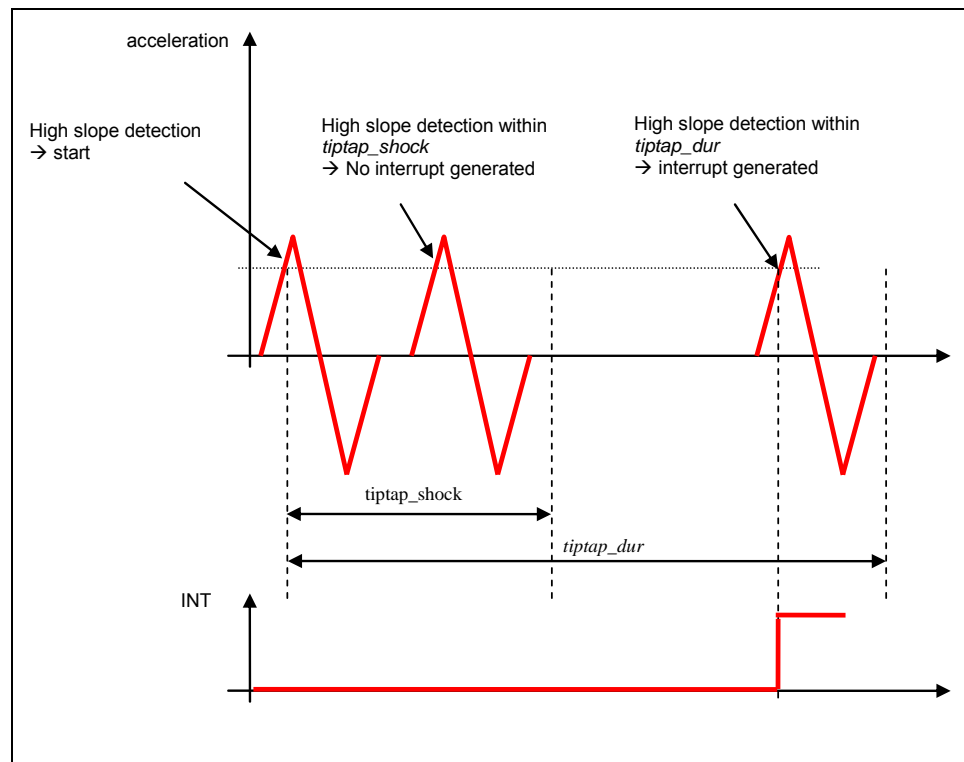 acceleration
High slope detection
→ start
High slope detection within
tiptap_shock
→ No interrupt generated
High slope detection within
tiptap_dur
→ interrupt generated
tiptap_shock
tiptap_dur
INT